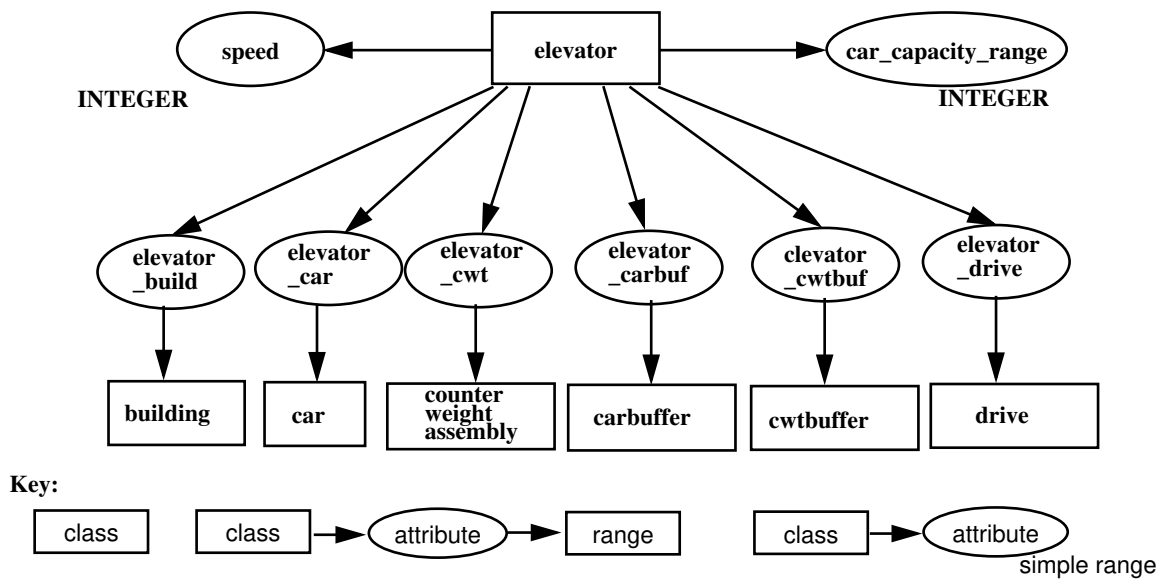 speed
elevator
car_capacity_range
INTEGER
INTEGER
elevator
_build
elevator
_car
elevator
_cwt
elevator
_carbuf
clevator
_cwtbuf
elevator
_drive
building
car
counter
weight
assembly
carbuffer
cwtbuffer
drive
Key:
class
class
attribute
range
class
attribute
simple range